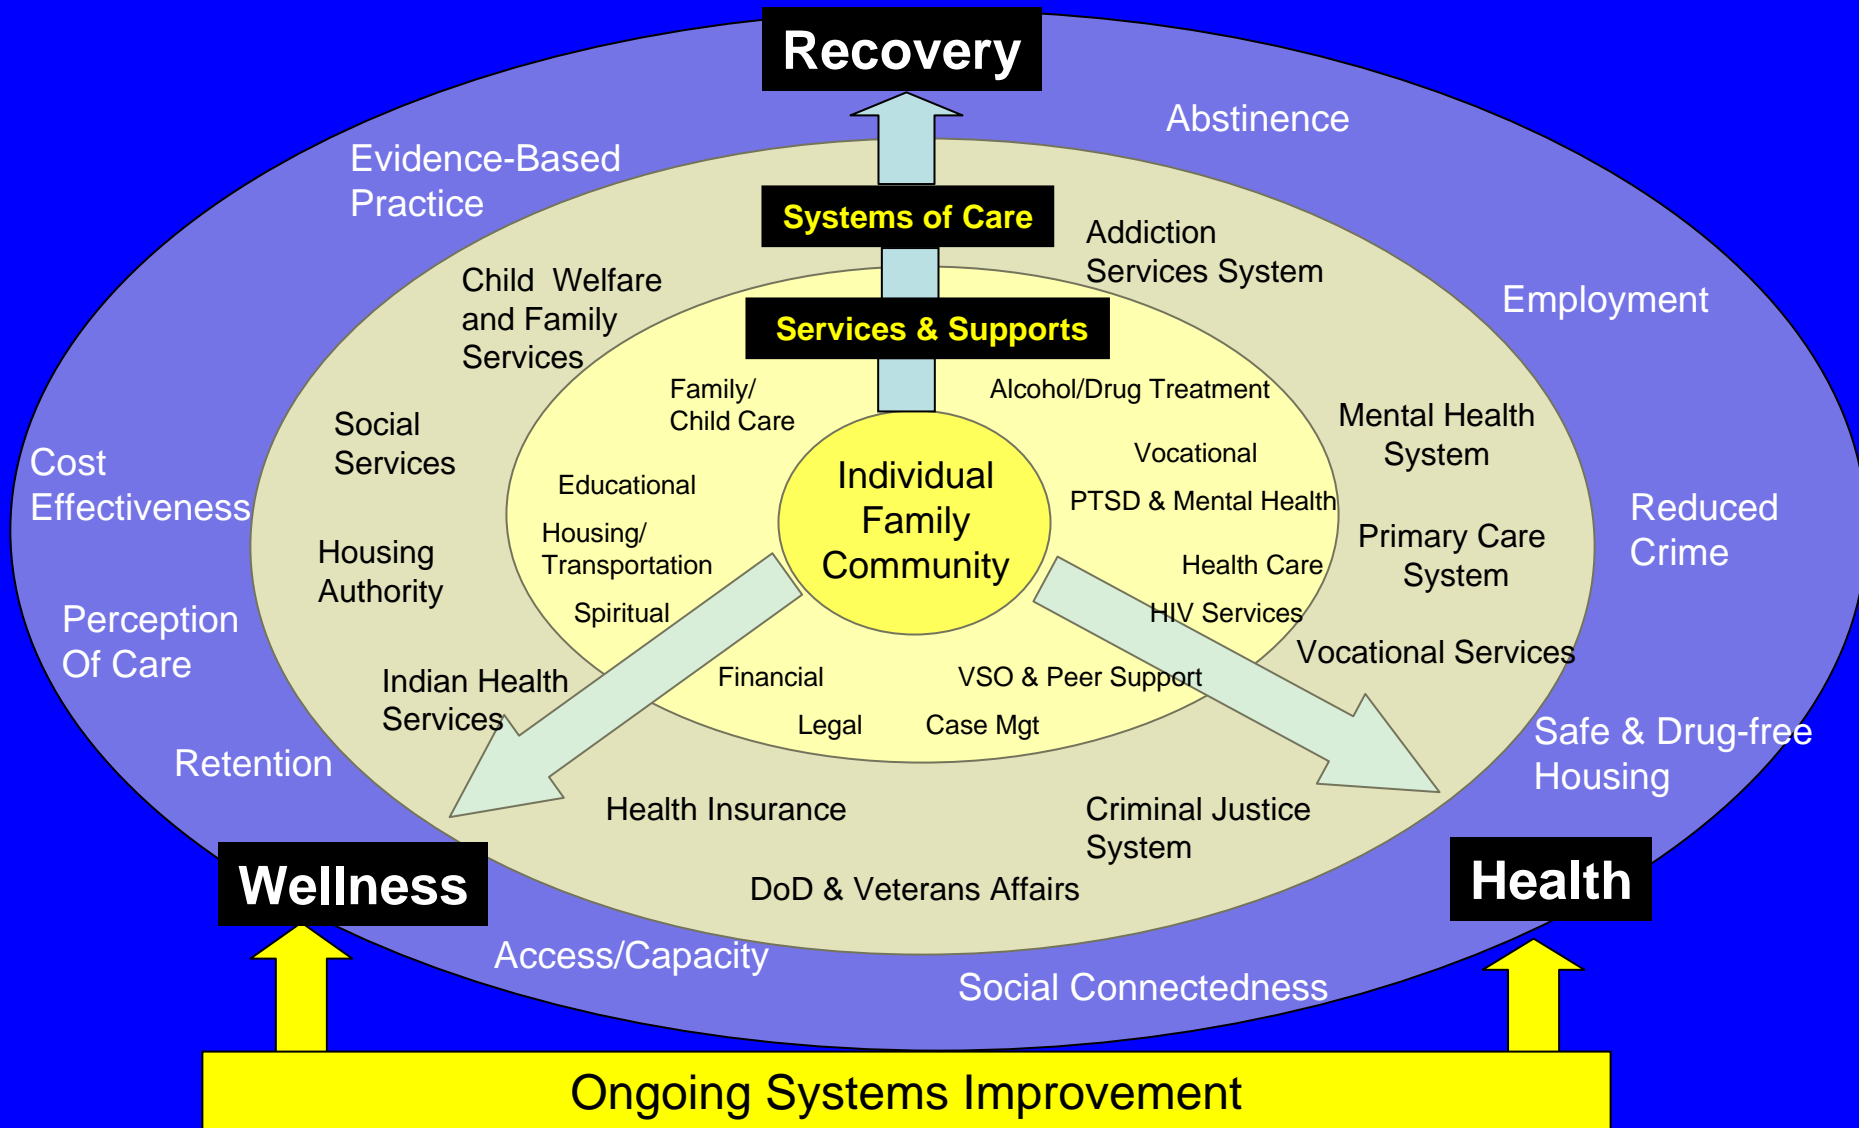 Recovery
Abstinence
Evidence-Based
Practice
Systems of Care
Addiction
Services System
Child Welfare
and Family
Services
Employment
Services & Supports
Family/
Child Care
Alcohol/Drug Treatment
Social
Services
Mental Health
System
Cost
Effectiveness
Vocational
Educational
Individual
Family
Community
PTSD & Mental Health
Reduced
Crime
Housing
Authority
Housing/
Transportation
Health Care
Primary Care
System
Perception
Of Care
Spiritual
HIV Services
Vocational Services
Indian Health
Services
Financial
VSO & Peer Support
Legal
Case Mgt
Safe & Drug-free
Housing
Retention
Health Insurance
Criminal Justice
System
Wellness
DoD & Veterans Affairs
Health
Access/Capacity
Social Connectedness
Ongoing Systems Improvement